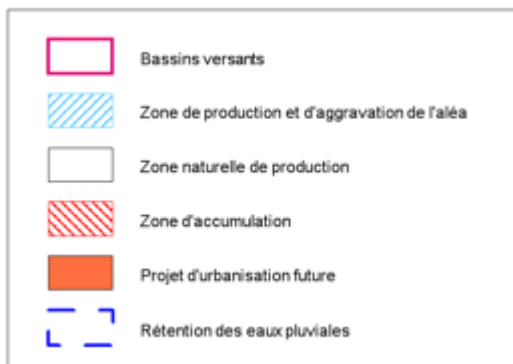 Bassins versants
Zone de production et d'aggravation de l'aléa
Zone naturelle de production
Zone d'accumulation
Projet d'urbanisation future
Rétention des eaux pluviales